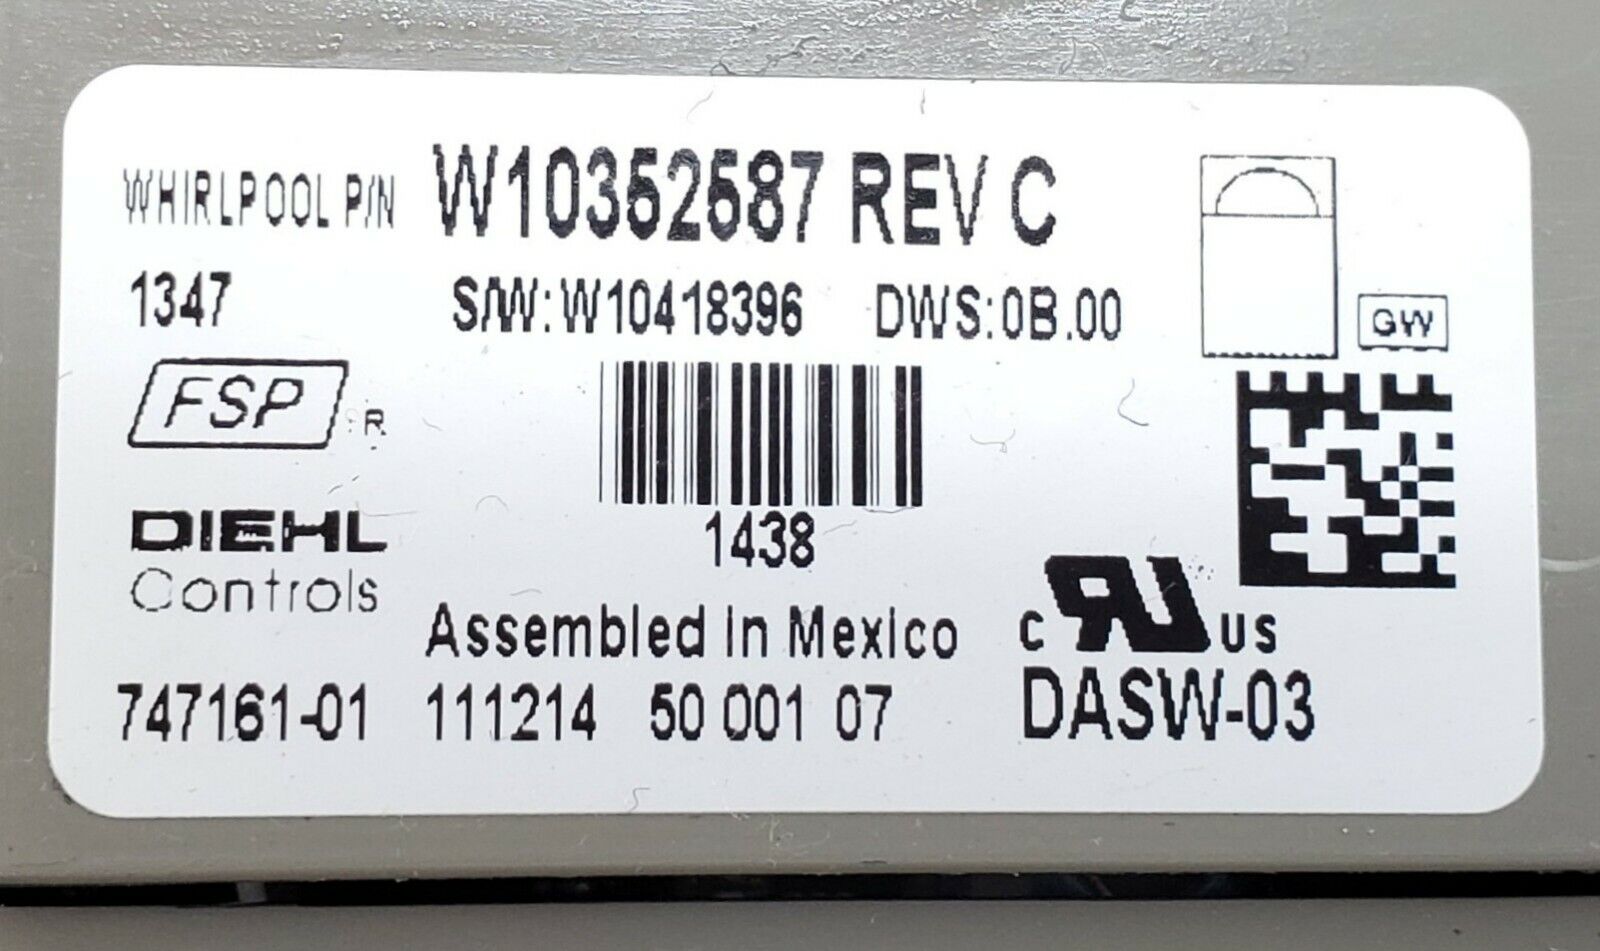 WHIRLPOOL P/N W10352587 REV C
1347 S/W:W10418396 DWS:0B.00
GW
FSP R
1438
DIEHL
Controls
Assembled in Mexico
c RU US
747161-01 111214 50 001 07 DASW-03